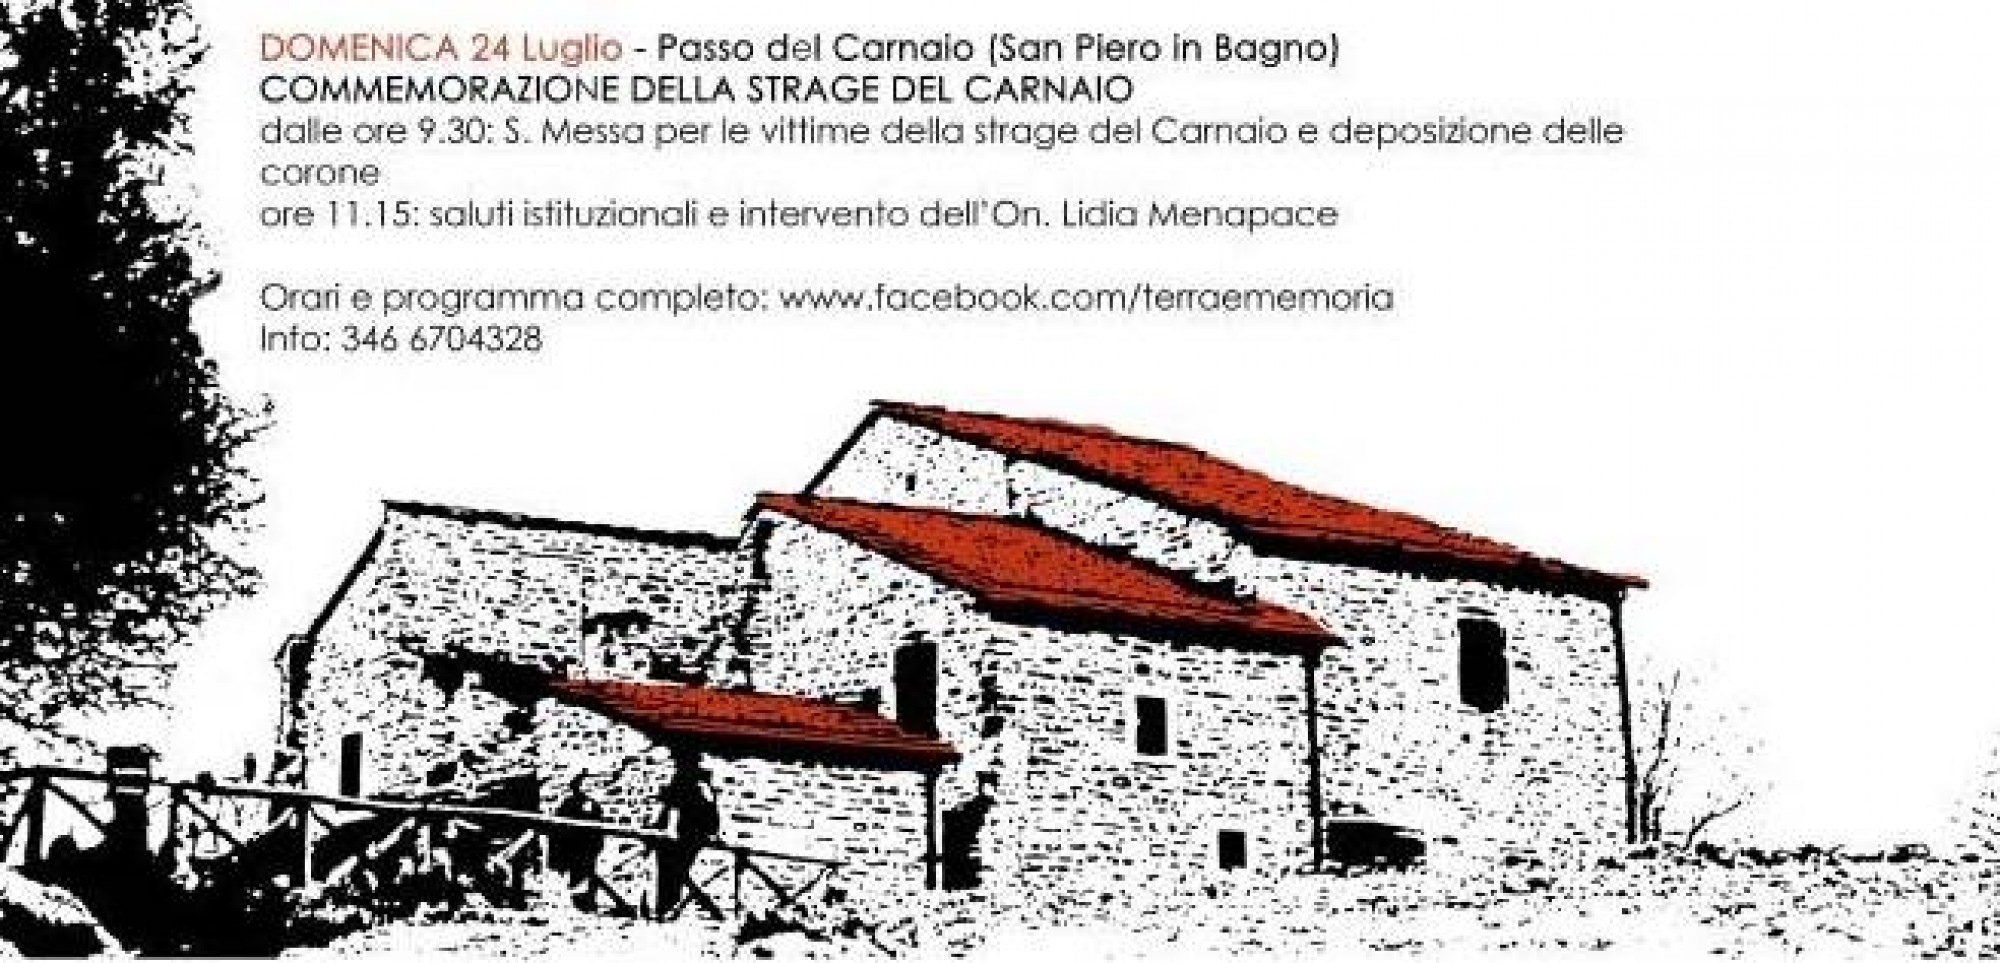 DOMENICA 24 Luglio - Passo del Carnaio (San Piero in Bagno)
COMMEMORAZIONE DELLA STRAGE DEL CARNAIO
dalle ore 9.30: S. Messa per le vittime della strage del Carnaio e deposizione delle
corone
ore 11.15: saluti istituzionali e intervento dell'On. Lidia Menapace
Orari e programma completo: www.facebook.com/terraememoria
Info: 346 6704328